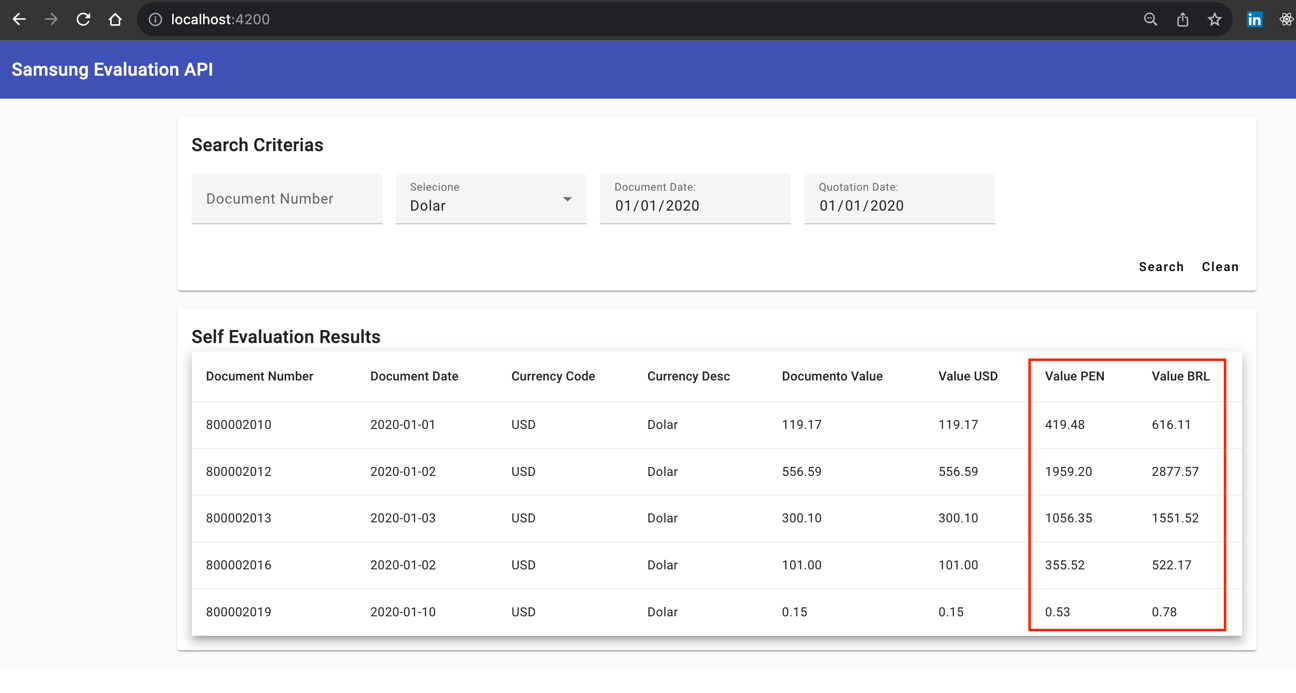 localhost:4200
in
Samsung Evaluation API
Search Criterias
Document Number
Selecione
Dolar
Document Date:
01/01/2020
Quotation Date:
01/01/2020
Search Clean
Self Evaluation Results
Document Number Document Date Currency Code Currency Desc Documento Value Value USD Value PEN Value BRL
800002010 2020-01-01 USD Dolar 119.17 119.17 419.48 616.11
800002012 2020-01-02 USD Dolar 556.59 556.59 1959.20 2877.57
800002013 2020-01-03 USD Dolar 300.10 300.10 1056.35 1551.52
800002016 2020-01-02 USD Dolar 101.00 101.00 355.52 522.17
800002019 2020-01-10 USD Dolar 0.15 0.15 0.53 0.78